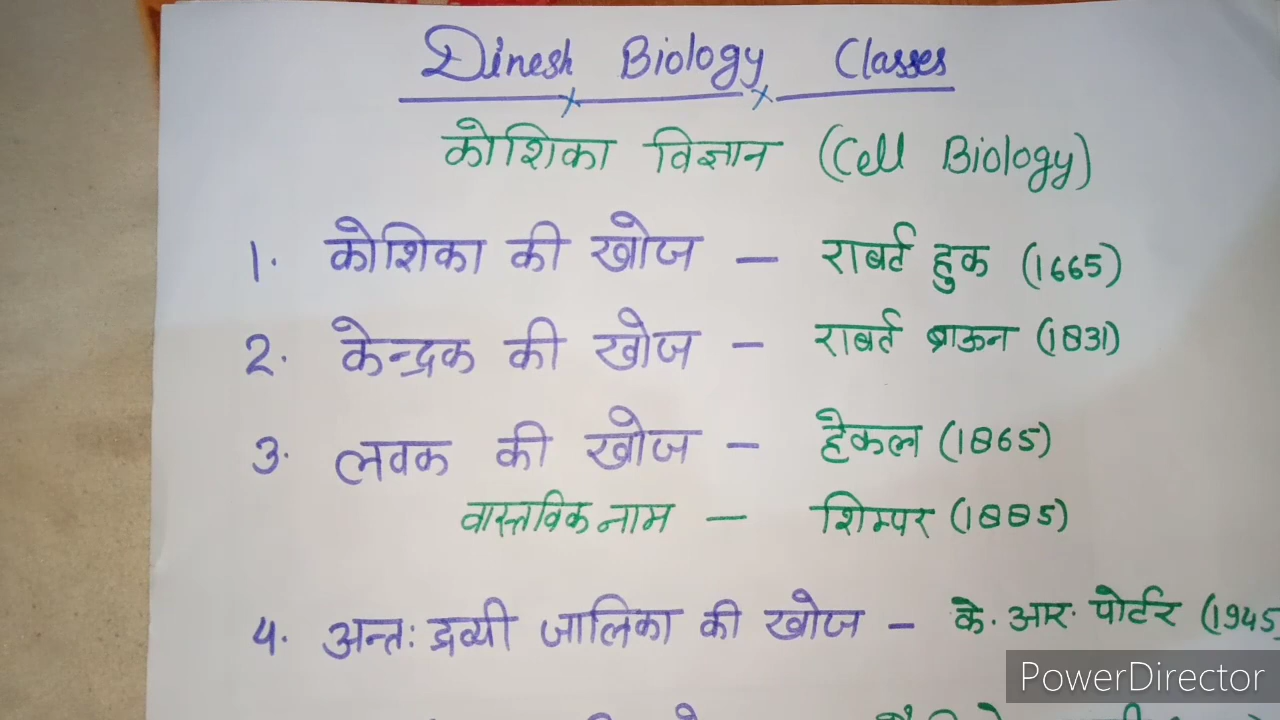 Dinesh Biology Classes
कोशिका विज्ञान (Cell Biology)
1. कोशिका की खोज – राबर्ट हुक (1665)
2. केन्द्रक की खोज – राबर्ट ब्राऊन (1831)
3. लवक की खोज – हेकल (1865)
वास्तविक नाम – शिम्पर (1885)
4. अन्तः द्रव्यी जालिका की खोज – के. आर. पोर्टर (1945
PowerDirector